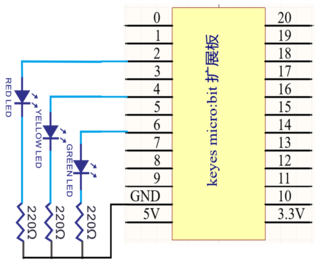 0
1
2
3
4
5
6
7
8
9
GND
5V
keyes micro:bit 扩展板
20
19
18
17
16
15
14
13
12
11
10
3.3V
RED LED
YELLOW LED
GREEN LED
220Ω
220Ω
220Ω